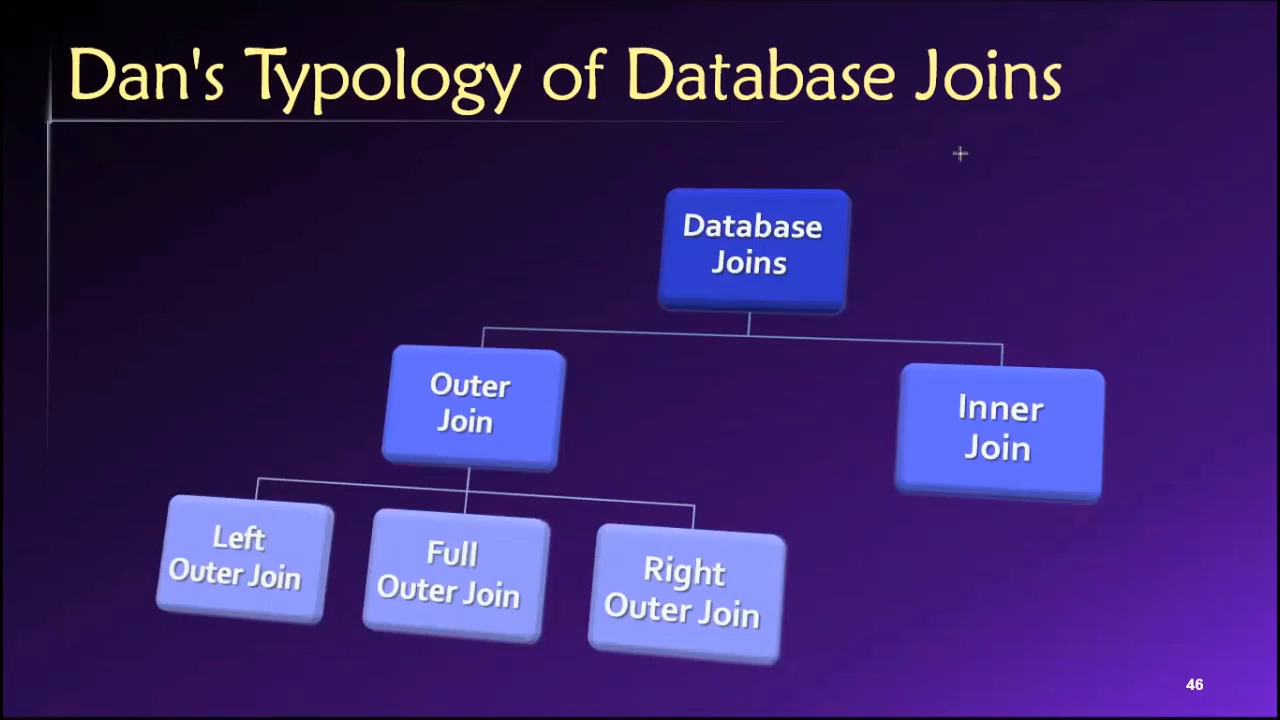 Dan's Typology of Database Joins
Database
Joins
Outer
Join
Inner
Join
Left
Outer Join
Full
Outer Join
Right
Outer Join
46